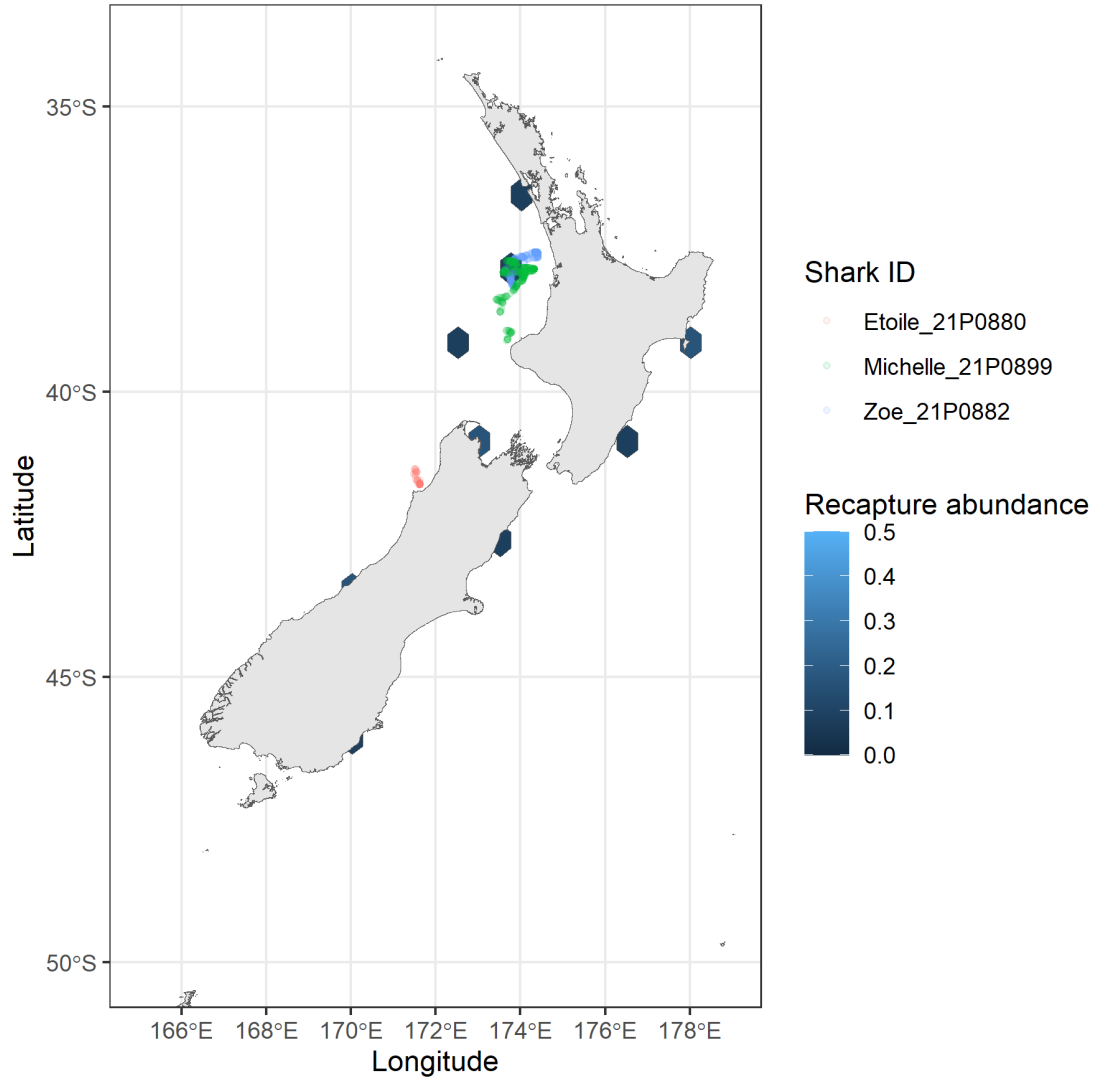 35°S
40°S
45°S
50°S
Latitude
166°E 168°E 170°E 172°E 174°E 176°E 178°E
Longitude
Shark ID
Etoile_21P0880
Michelle_21P0899
Zoe_21P0882
Recapture abundance
0.5
0.4
0.3
0.2
0.1
0.0